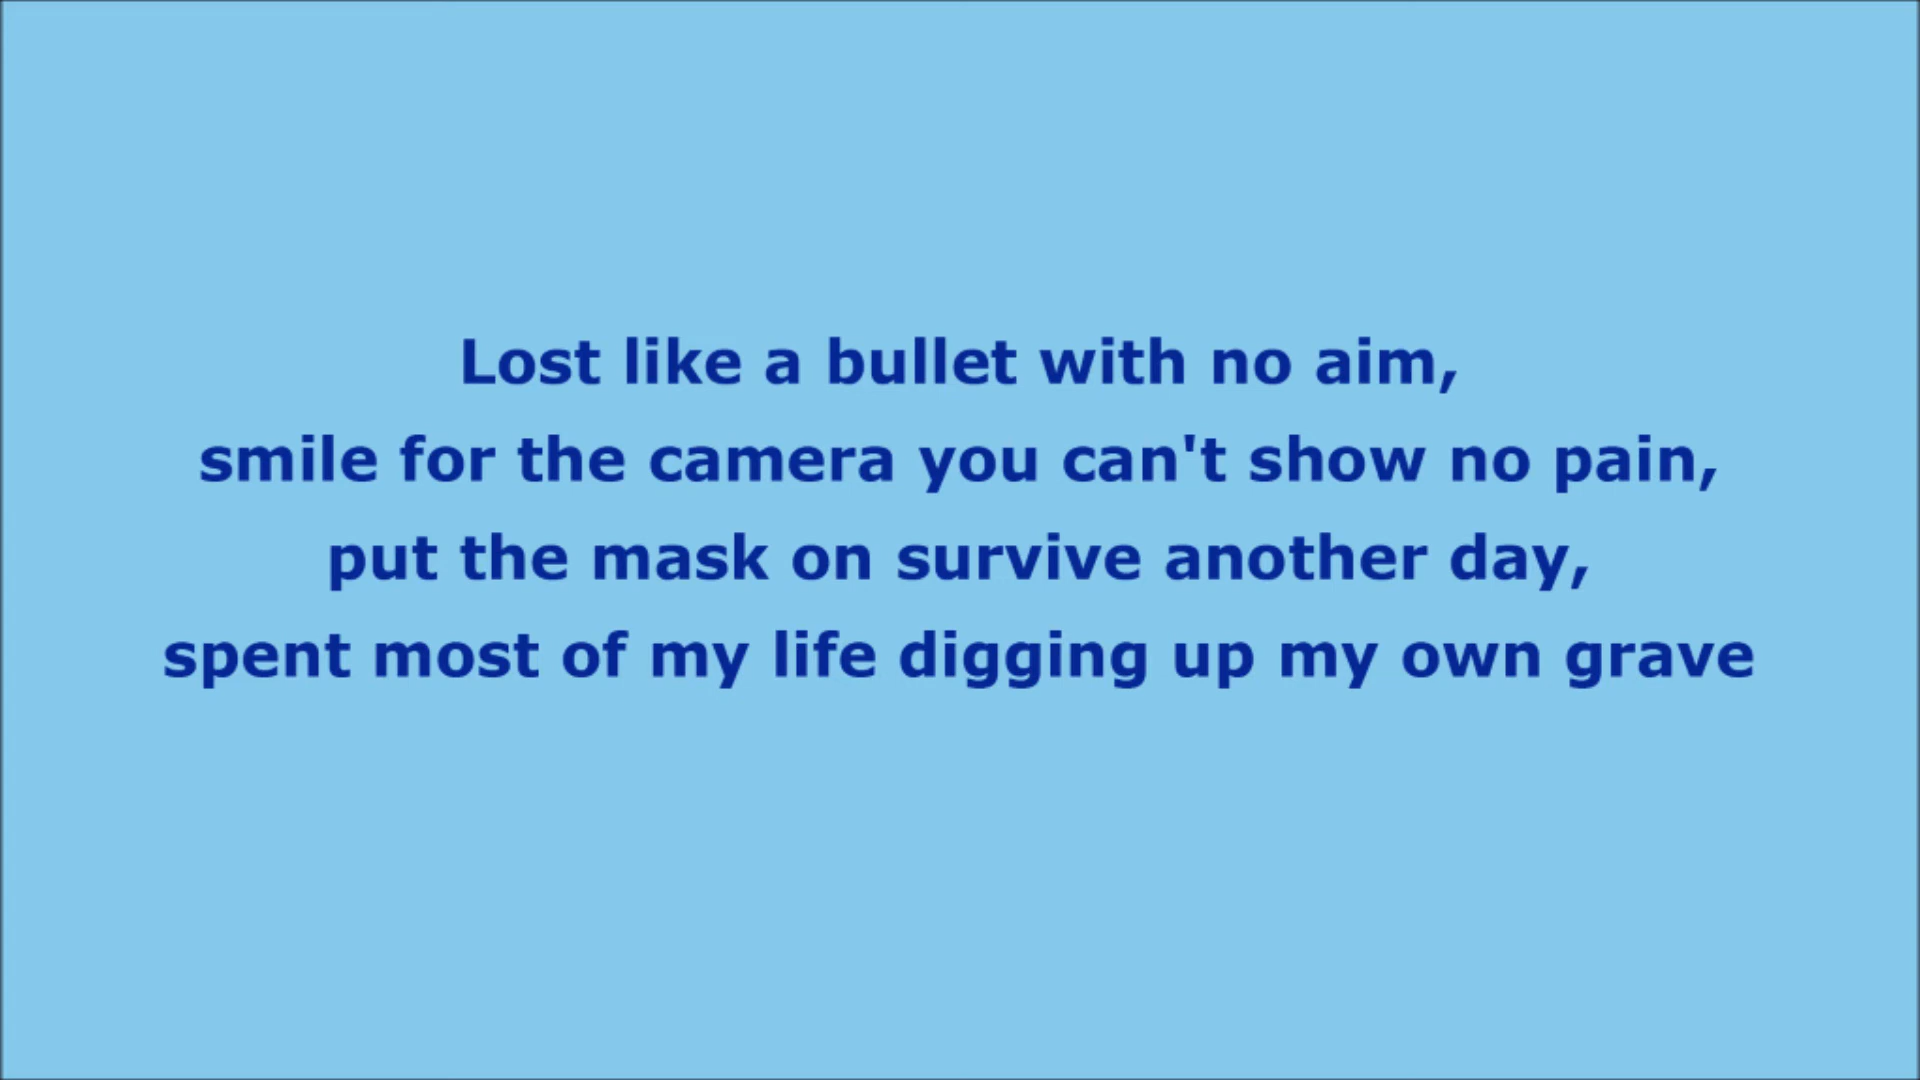 Lost like a bullet with no aim,
smile for the camera you can't show no pain,
put the mask on survive another day,
spent most of my life digging up my own grave